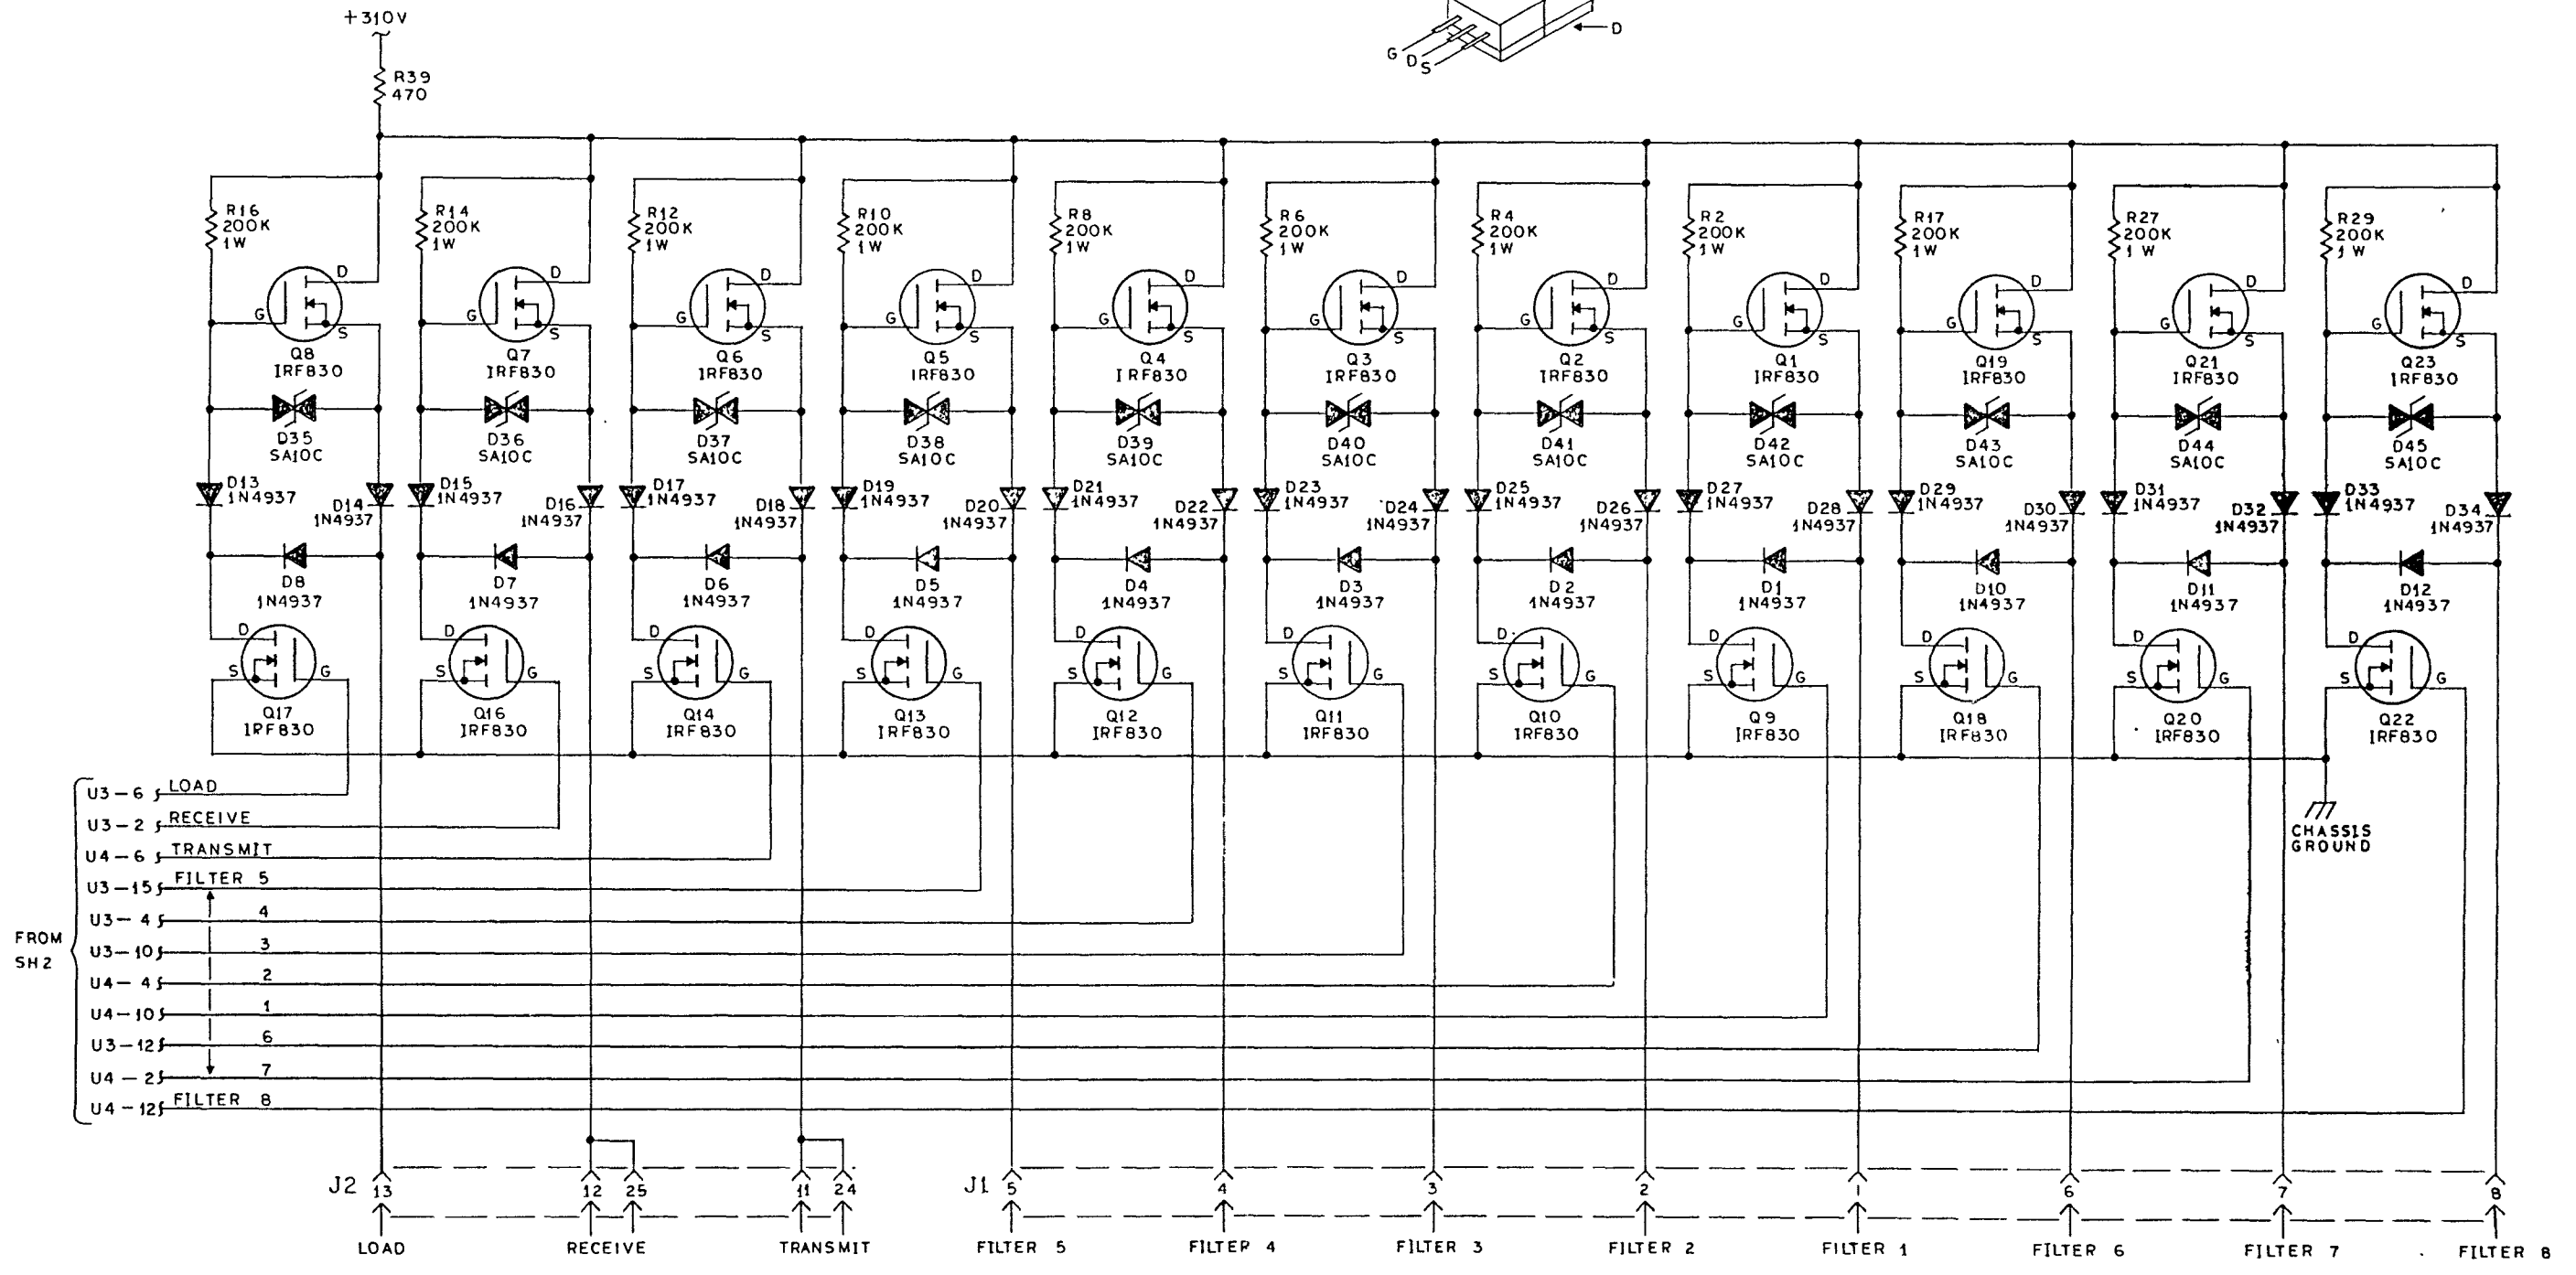 +310V
R39
470
G
D
S
D
R16
200K
1W
R14
200K
1W
R12
200K
1W
R10
200K
1W
R8
200K
1W
R6
200K
1W
R4
200K
1W
R2
200K
1W
R17
200K
1W
R27
200K
1W
R29
200K
1W
D
G
S
D
G
S
D
G
S
D
G
S
D
G
S
D
G
S
D
G
S
D
G
S
D
G
S
D
G
S
D
G
S
Q8
IRF830
Q7
IRF830
Q6
IRF830
Q5
IRF830
Q4
IRF830
Q3
IRF830
Q2
IRF830
Q1
IRF830
Q19
IRF830
Q21
IRF830
Q23
IRF830
D35
SA10C
D36
SA10C
D37
SA10C
D38
SA10C
D39
SA10C
D40
SA10C
D41
SA10C
D42
SA10C
D43
SA10C
D44
SA10C
D45
SA10C
D13
1N4937
D14
1N4937
D15
1N4937
D16
1N4937
D17
1N4937
D18
1N4937
D19
1N4937
D20
1N4937
D21
1N4937
D22
1N4937
D23
1N4937
D24
1N4937
D25
1N4937
D26
1N4937
D27
1N4937
D28
1N4937
D29
1N4937
D30
1N4937
D31
1N4937
D32
1N4937
D33
1N4937
D34
1N4937
D8
1N4937
D7
1N4937
D6
1N4937
D5
1N4937
D4
1N4937
D3
1N4937
D2
1N4937
D1
1N4937
D10
1N4937
D11
1N4937
D12
1N4937
D
S
G
D
S
G
D
S
G
D
S
G
D
S
G
D
S
G
D
S
G
D
S
G
D
S
G
D
S
G
D
S
G
Q17
IRF830
Q16
IRF830
Q14
IRF830
Q13
IRF830
Q12
IRF830
Q11
IRF830
Q10
IRF830
Q9
IRF830
Q18
IRF830
Q20
IRF830
Q22
IRF830
CHASSIS
GROUND
FROM
SH2
U3-6 LOAD
U3-2 RECEIVE
U4-6 TRANSMIT
U3-15 FILTER 5
U3-4 4
U3-10 3
U4-4 2
U4-10 1
U3-12 6
U4-2 7
U4-12 FILTER 8
J2 13 12 25 11 24 J1 5 4 3 2 1 6 7 8
LOAD RECEIVE TRANSMIT FILTER 5 FILTER 4 FILTER 3 FILTER 2 FILTER 1 FILTER 6 FILTER 7 FILTER 8